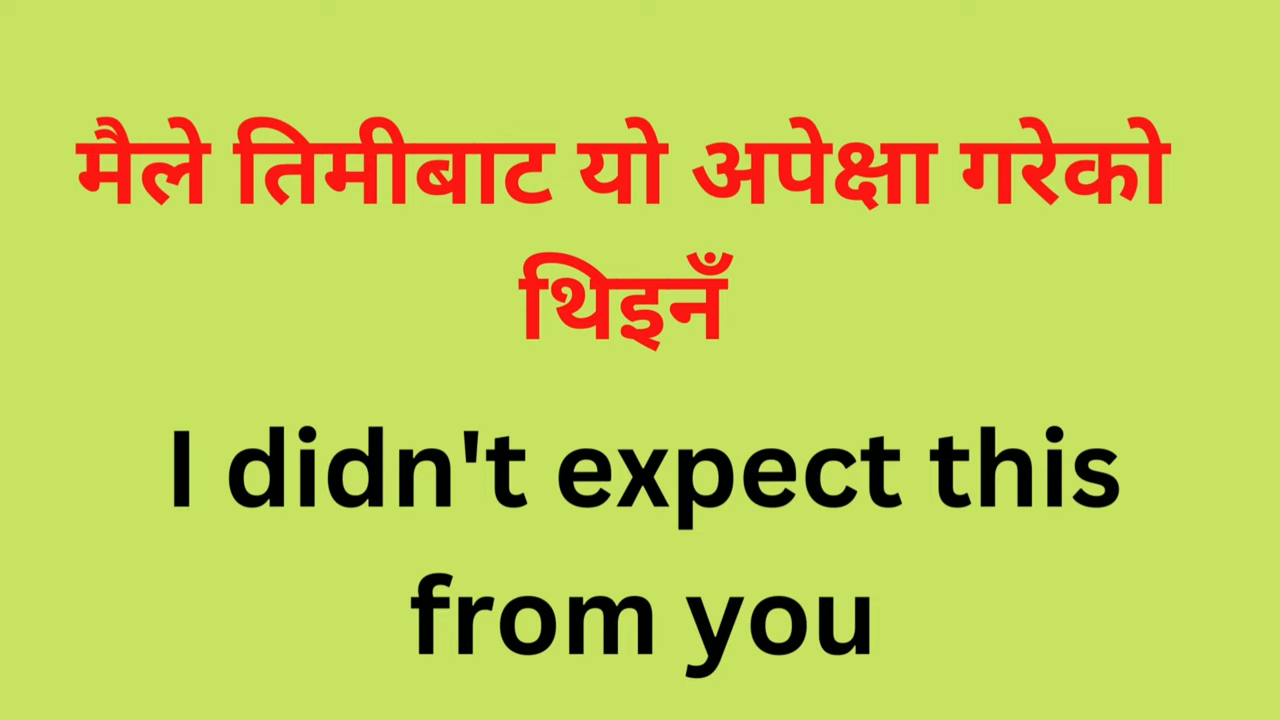 मैले तिमीबाट यो अपेक्षा गरेको
थिइनँ
I didn't expect this
from you